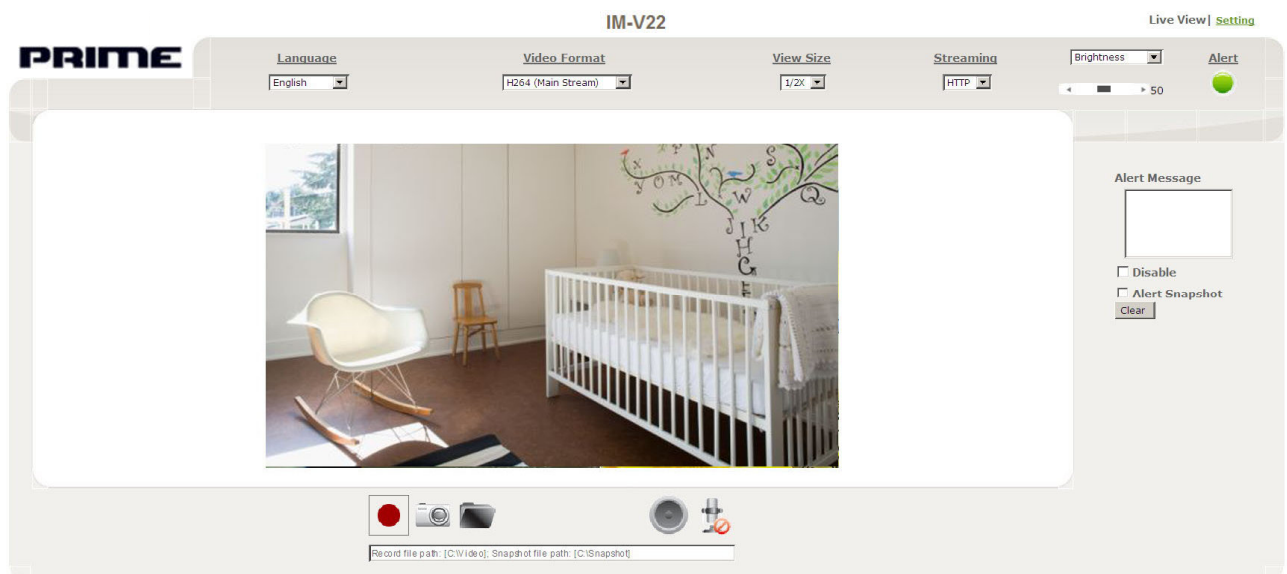 IM-V22
Live View| Setting
PRIME
Language
English
Video Format
H264 (Main Stream)
View Size
1/2X
Streaming
HTTP
Brightness
50
Alert
X P N S
Y O M L W Q
J I K
H
G
F
Alert Message
Disable
Alert Snapshot
Clear
Record file path: [C:\Video]; Snapshot file path: [C:\Snapshot]